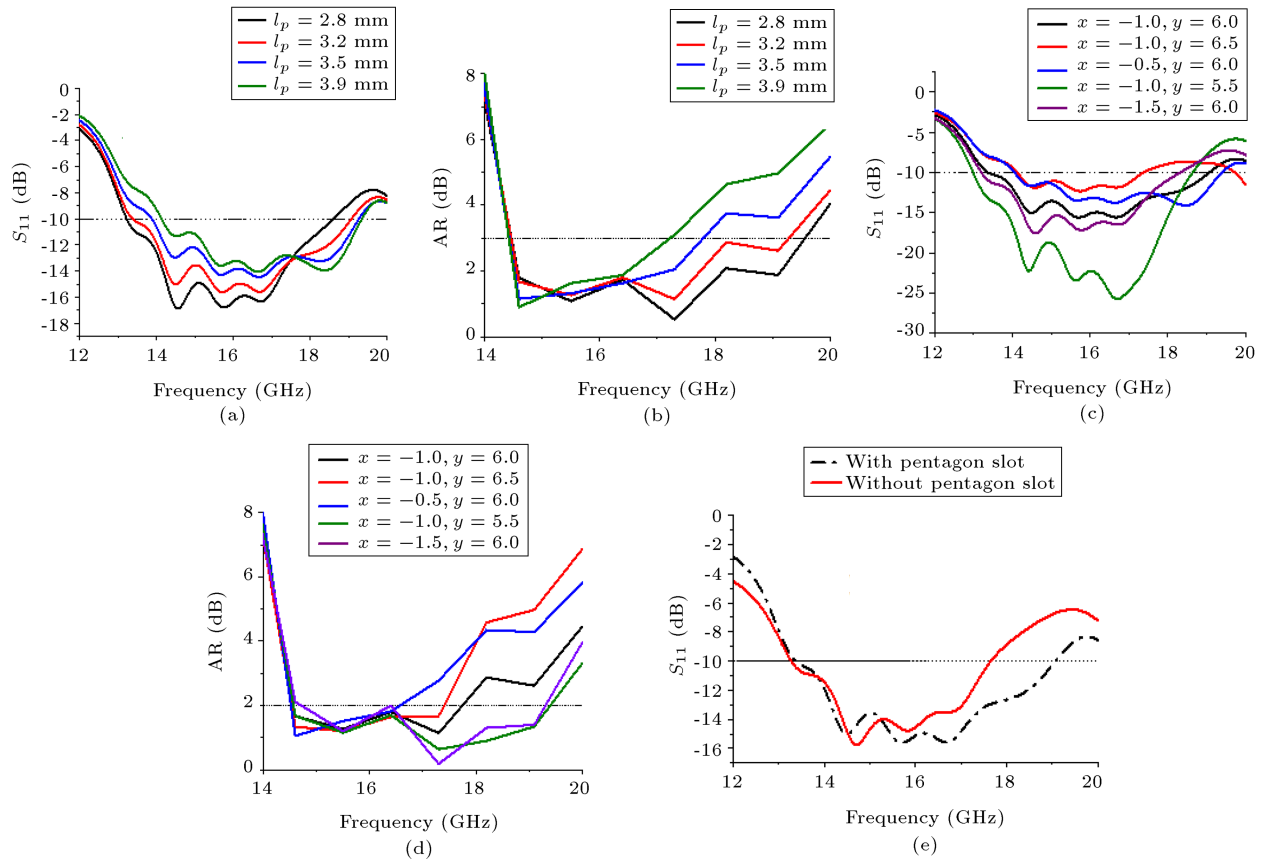 l_p = 2.8 mm
l_p = 3.2 mm
l_p = 3.5 mm
l_p = 3.9 mm
0
-2
-4
-6
-8
-10
-12
-14
-16
-18
S_11 (dB)
12 14 16 18 20
Frequency (GHz)
(a)
l_p = 2.8 mm
l_p = 3.2 mm
l_p = 3.5 mm
l_p = 3.9 mm
8
6
4
2
0
AR (dB)
14 16 18 20
Frequency (GHz)
(b)
x = −1.0, y = 6.0
x = −1.0, y = 6.5
x = −0.5, y = 6.0
x = −1.0, y = 5.5
x = −1.5, y = 6.0
0
-5
-10
-15
-20
-25
-30
S_11 (dB)
12 14 16 18 20
Frequency (GHz)
(c)
x = −1.0, y = 6.0
x = −1.0, y = 6.5
x = −0.5, y = 6.0
x = −1.0, y = 5.5
x = −1.5, y = 6.0
8
6
4
2
0
AR (dB)
14 16 18 20
Frequency (GHz)
(d)
With pentagon slot
Without pentagon slot
0
-2
-4
-6
-8
-10
-12
-14
-16
S_11 (dB)
12 14 16 18 20
Frequency (GHz)
(e)